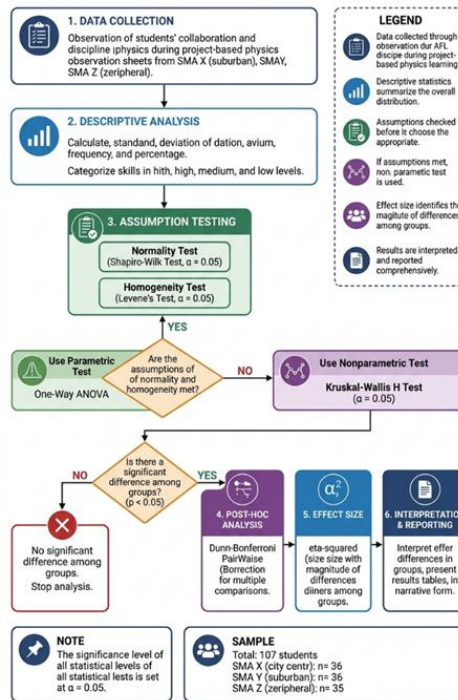 1. DATA COLLECTION
Observation of students' collaboration and
discipline iphysics during project-based physics
observation sheets from SMA X (suburban), SMAY,
SMA Z (zeripheral).
2. DESCRIPTIVE ANALYSIS
Calculate, standard, deviation of dation, avium,
frequency, and percentage.
Categorize skills in hith, high, medium, and low levels.
3. ASSUMPTION TESTING
Normality Test
(Shapiro-Wilk Test, α = 0.05)
Homogeneity Test
(Levene's Test, α = 0.05)
YES
Use Parametric
Test
One-Way ANOVA
Are the
assumptions of
of normality and
homogeneity met?
NO
Use Nonparametric Test
Kruskal-Wallis H Test
(α = 0.05)
Is there a
significant
difference among
groups?
(p < 0.05)
NO
YES
No significant
difference among
groups.
Stop analysis.
4. POST-HOC
ANALYSIS
Dunn-Bonferroni
PairWaise
(Borrection
for multiple
comparisons.
5. EFFECT SIZE
eta-squared
(size size with
magnitude of
differences
diiners among
groups.
6. INTERPRETATION
& REPORTING
Interpret effer
differences in
groups, present
results tables, in
narrative form.
NOTE
The significance level of
all statistical levels of
all statistical lests is set
at α = 0.05.
SAMPLE
Total: 107 students
SMA X (city centr): n= 36
SMA Y (suburban): n= 36
SMA Z (zeripheral): n= 35
LEGEND
Data collected through
observation dur AFL
discipe during project-
based physics learning
Descriptive statistics
summarize the overall
distribution.
Assumptions checked
before it choose the
appropriate.
If assumptions met,
non. parametic test
is used.
Effect size identifics the
magitute of differences
among groups.
Results are interpreted
and reported
comprehensively.